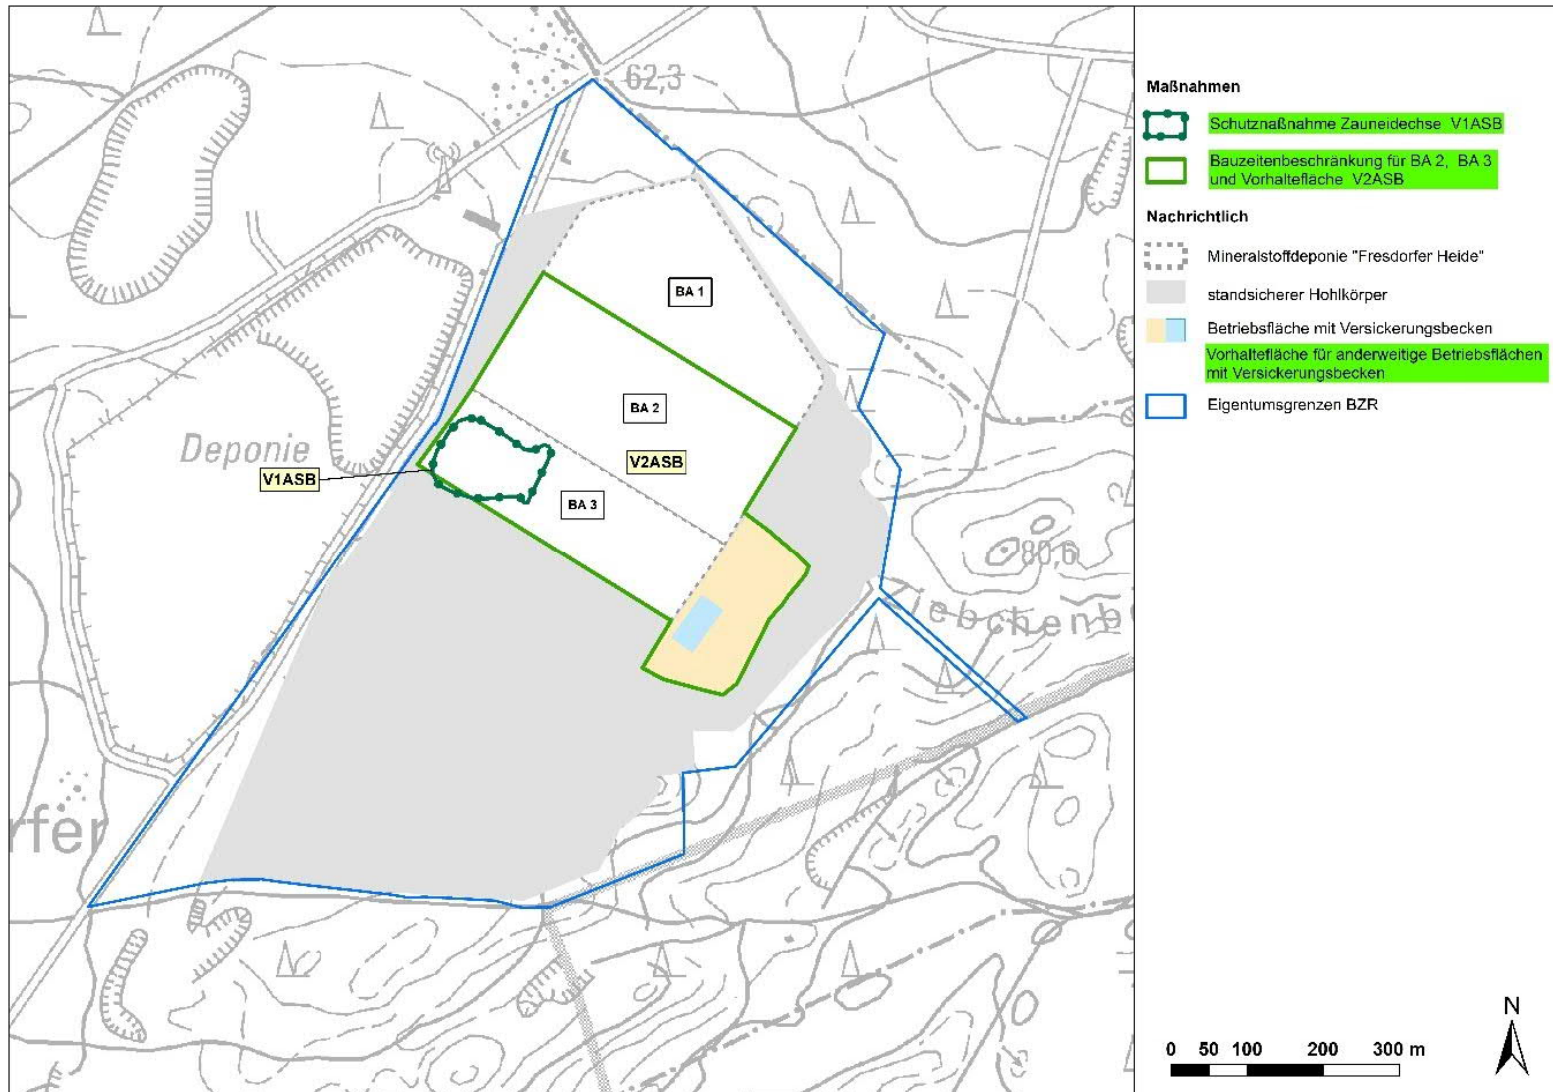 62,3
BA 1
BA 2
Deponie
V2ASB
V1ASB
BA 3
80,6
iebchenb
rfer
Maßnahmen
Schutznaßnahme Zauneidechse V1ASB
Bauzeitenbeschränkung für BA 2, BA 3
und Vorhaltefläche V2ASB
Nachrichtlich
Mineralstoffdeponie "Fresdorfer Heide"
standsicherer Hohlkörper
Betriebsfläche mit Versickerungsbecken
Vorhaltefläche für anderweitige Betriebsflächen
mit Versickerungsbecken
Eigentumsgrenzen BZR
N
0 50 100 200 300 m